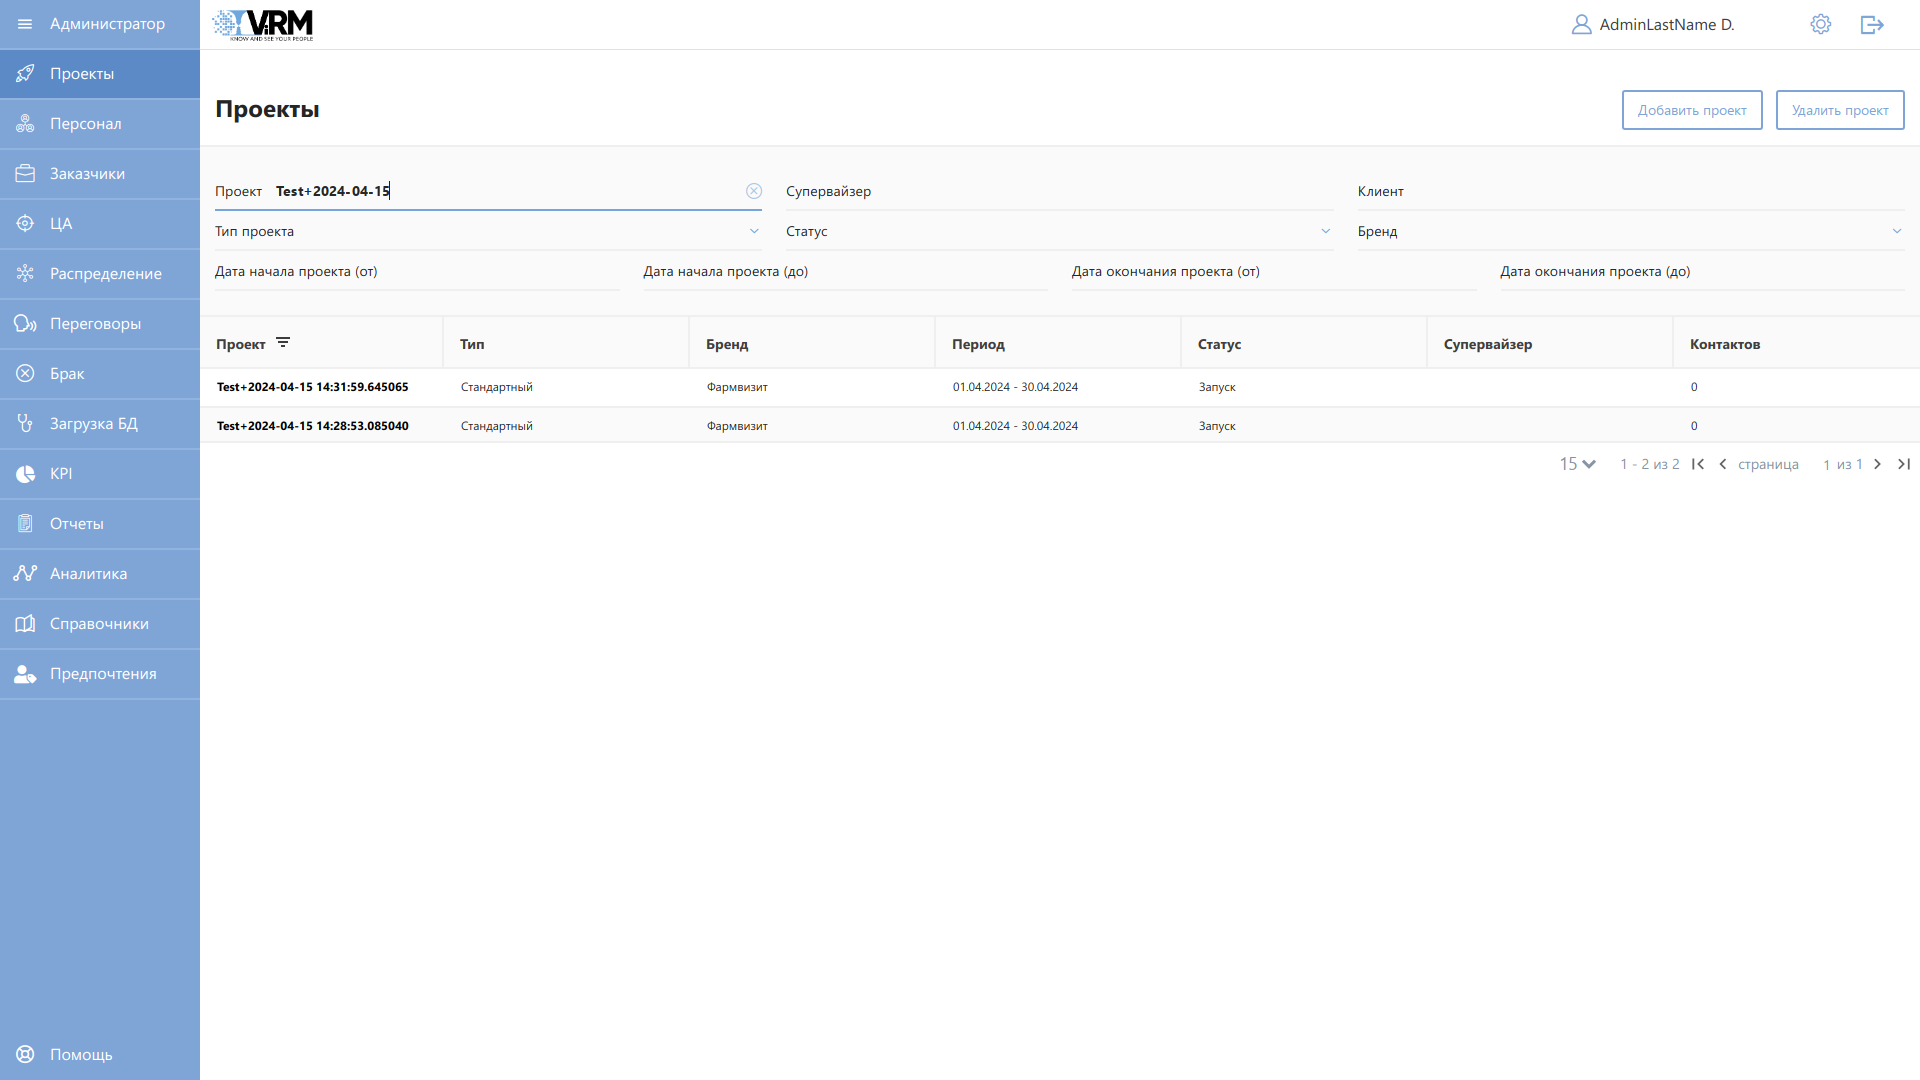 Администратор
ViRM
KNOW AND SEE YOUR PEOPLE
AdminLastName D.
Проекты
Персонал
Заказчики
ЦА
Распределение
Переговоры
Брак
Загрузка БД
KPI
Отчеты
Аналитика
Справочники
Предпочтения
Помощь
Проекты
Добавить проект
Удалить проект
Проект Test+2024-04-15
Супервайзер
Клиент
Тип проекта
Статус
Бренд
Дата начала проекта (от)
Дата начала проекта (до)
Дата окончания проекта (от)
Дата окончания проекта (до)
Проект Тип Бренд Период Статус Супервайзер Контактов
Test+2024-04-15 14:31:59.645065 Стандартный Фармвизит 01.04.2024 - 30.04.2024 Запуск 0
Test+2024-04-15 14:28:53.085040 Стандартный Фармвизит 01.04.2024 - 30.04.2024 Запуск 0
15 1 - 2 из 2 страница 1 из 1